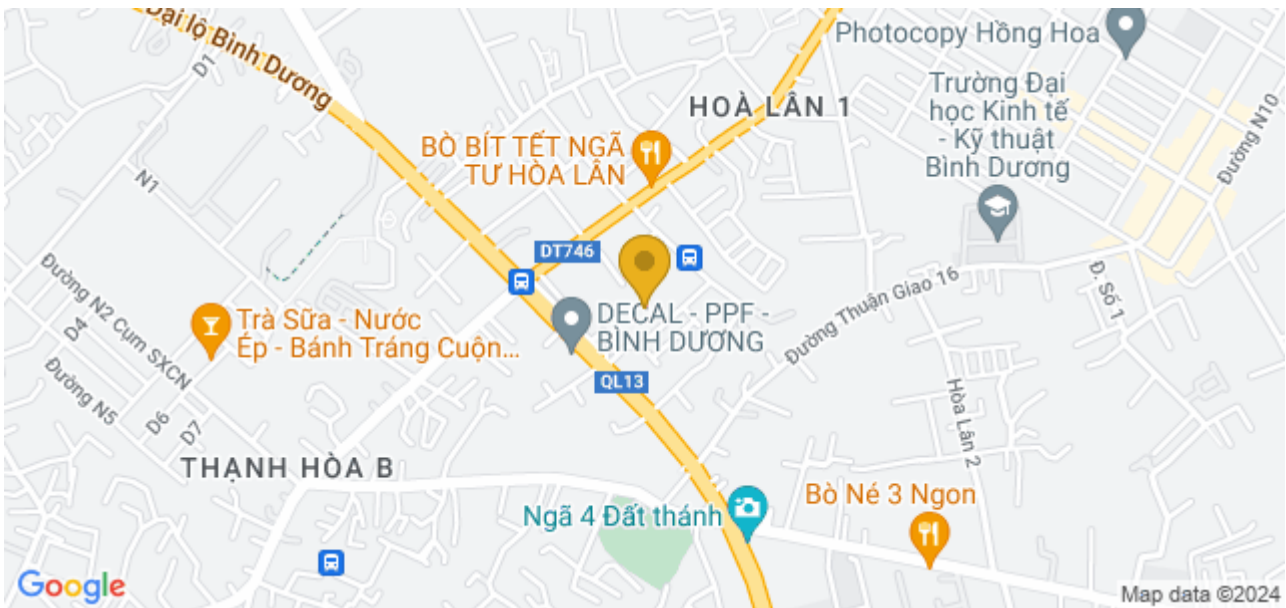 Đại lộ Bình Dương
D1
Photocopy Hồng Hoa
HOÀ LÂN 1
Trường Đại
học Kinh tế
- Kỹ thuật
Bình Dương
Đường N10
BÒ BÍT TẾT NGÃ
TƯ HÒA LÂN
N1
DT746
Đường N2 Cụm SXCN
D4
Trà Sữa - Nước
Ép - Bánh Tráng Cuộn...
DECAL - PPF -
BÌNH DƯƠNG
Đường Thuận Giao 16
Đ. Số 1
QL13
Đường N5
D6
D7
Hòa Lân 2
THẠNH HÒA B
Ngã 4 Đất thánh
Bò Né 3 Ngon
Google
Map data ©2024